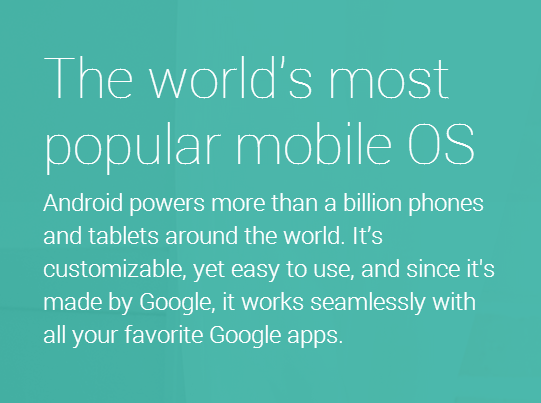 The world’s most
popular mobile OS
Android powers more than a billion phones
and tablets around the world. It’s
customizable, yet easy to use, and since it's
made by Google, it works seamlessly with
all your favorite Google apps.